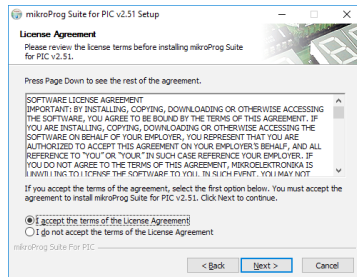 mikroProg Suite for PIC v2.51 Setup
License Agreement
Please review the license terms before installing mikroProg Suite
for PIC v2.51.
Press Page Down to see the rest of the agreement.
SOFTWARE LICENSE AGREEMENT
IMPORTANT: BY INSTALLING, COPYING, DOWNLOADING OR OTHERWISE ACCESSING
THE SOFTWARE, YOU AGREE TO BE BOUND BY THE TERMS OF THIS AGREEMENT. IF
YOU ARE INSTALLING, COPYING, DOWNLOADING OR OTHERWISE ACCESSING THE
SOFTWARE ON BEHALF OF YOUR EMPLOYER, YOU REPRESENT THAT YOU ARE
AUTHORIZED TO ACCEPT THIS AGREEMENT ON YOUR EMPLOYER'S BEHALF, AND ALL
REFERENCE TO "YOU" OR "YOUR" IN SUCH CASE REFERENCE YOUR EMPLOYER. IF
YOU DO NOT AGREE TO THE TERMS OF THIS AGREEMENT, MIKROELEKTRONIKA IS
UNWILLING TO LICENSE THE SOFTWARE TO YOU. IN SUCH EVENT, YOU MAY NOT
If you accept the terms of the agreement, select the first option below. You must accept the
agreement to install mikroProg Suite for PIC v2.51. Click Next to continue.
I accept the terms of the License Agreement
I do not accept the terms of the License Agreement
mikroProg Suite For PIC
< Back
Next >
Cancel